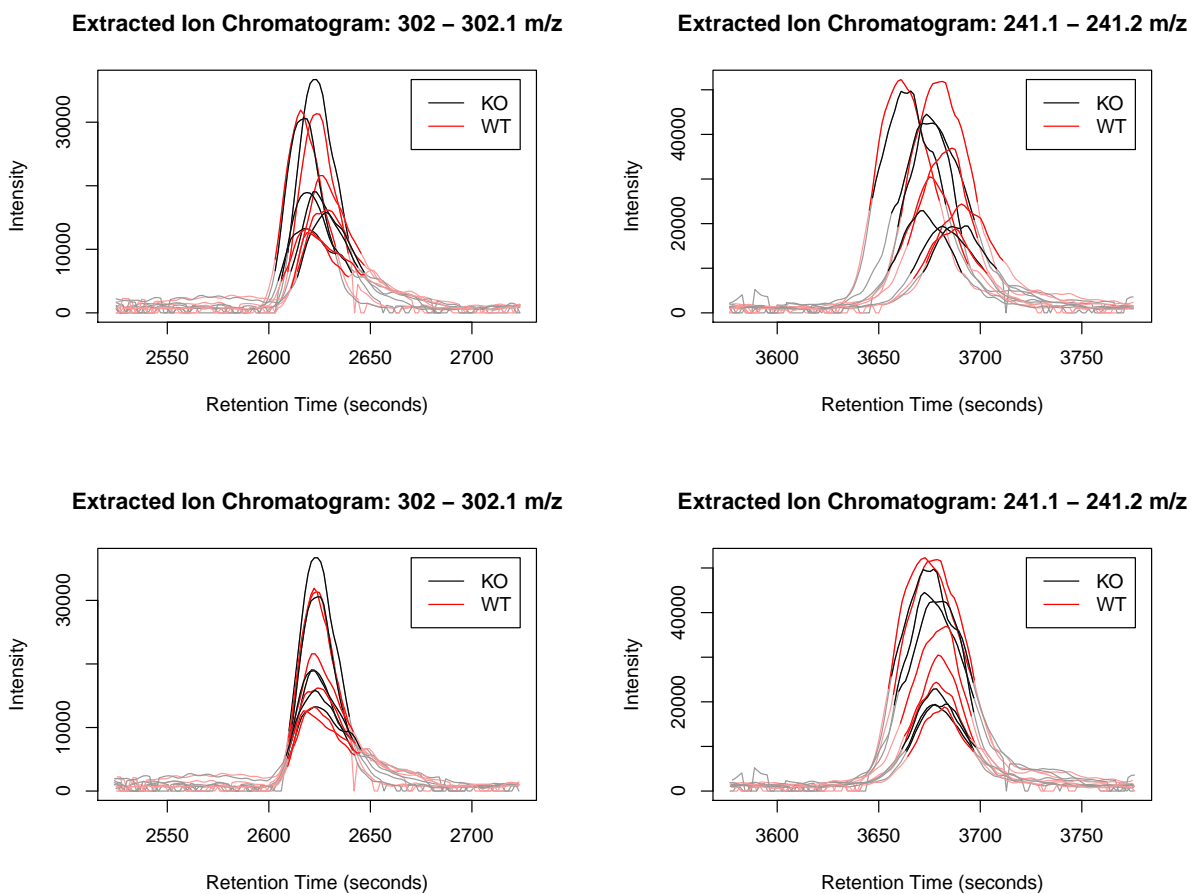 Extracted Ion Chromatogram: 302 − 302.1 m/z
Intensity
30000
10000
0
KO
WT
2550 2600 2650 2700
Retention Time (seconds)
Extracted Ion Chromatogram: 241.1 − 241.2 m/z
Intensity
40000
20000
0
KO
WT
3600 3650 3700 3750
Retention Time (seconds)
Extracted Ion Chromatogram: 302 − 302.1 m/z
Intensity
30000
10000
0
KO
WT
2550 2600 2650 2700
Retention Time (seconds)
Extracted Ion Chromatogram: 241.1 − 241.2 m/z
Intensity
40000
20000
0
KO
WT
3600 3650 3700 3750
Retention Time (seconds)